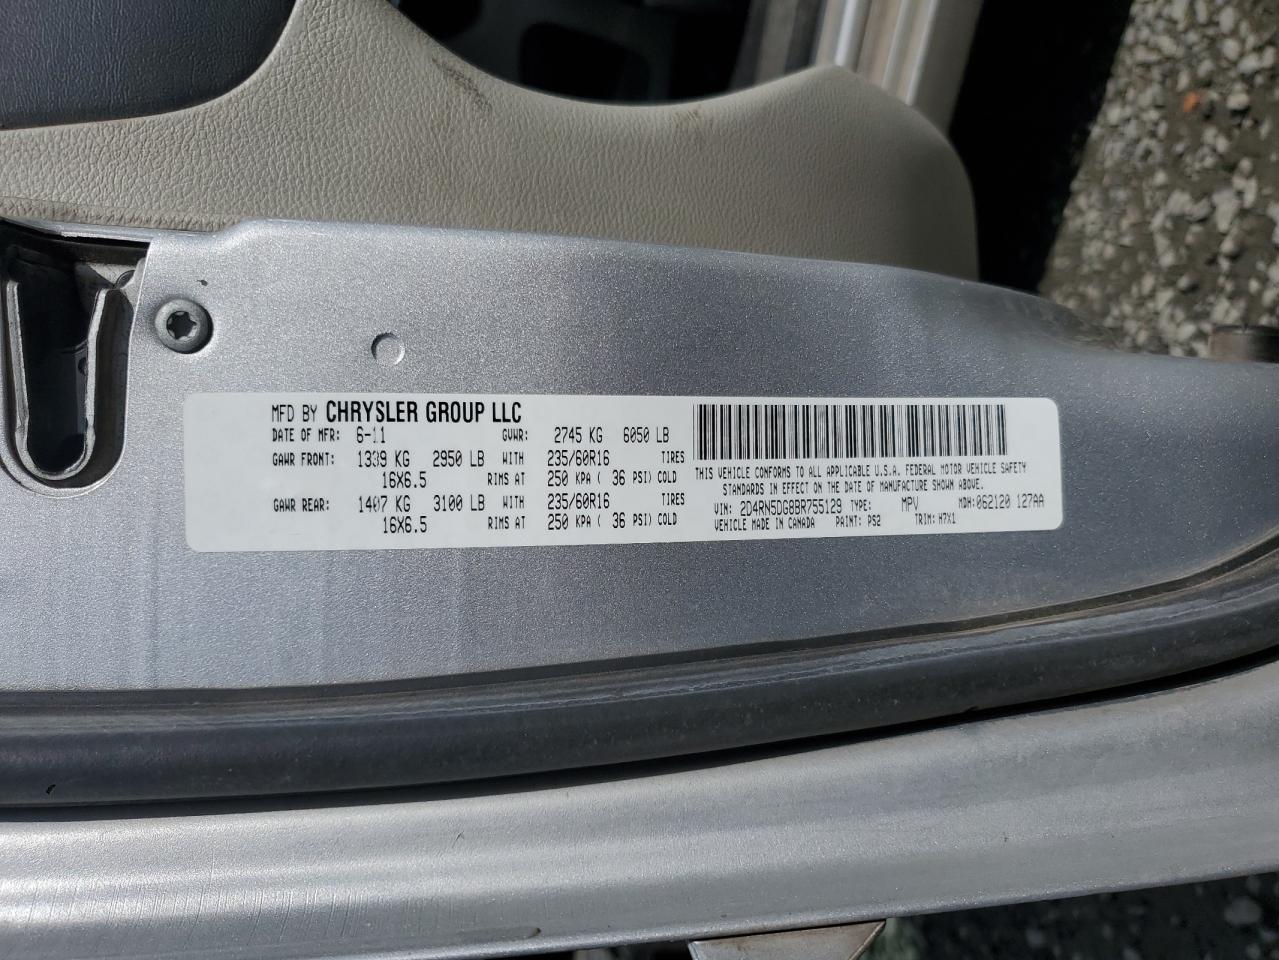 MFD BY CHRYSLER GROUP LLC
DATE OF MFR: 6-11 GVWR: 2745 KG 6050 LB
GAWR FRONT: 1339 KG 2950 LB WITH 235/60R16 TIRES
16X6.5 RIMS AT 250 KPA ( 36 PSI) COLD
GAWR REAR: 1407 KG 3100 LB WITH 235/60R16 TIRES
16X6.5 RIMS AT 250 KPA ( 36 PSI) COLD
THIS VEHICLE CONFORMS TO ALL APPLICABLE U.S.A. FEDERAL MOTOR VEHICLE SAFETY
STANDARDS IN EFFECT ON THE DATE OF MANUFACTURE SHOWN ABOVE.
VIN: 2D4RN5DG8BR755129 TYPE: MPV MDH: 062120 127AA
VEHICLE MADE IN CANADA PAINT: PS2 TRIM: H7X1